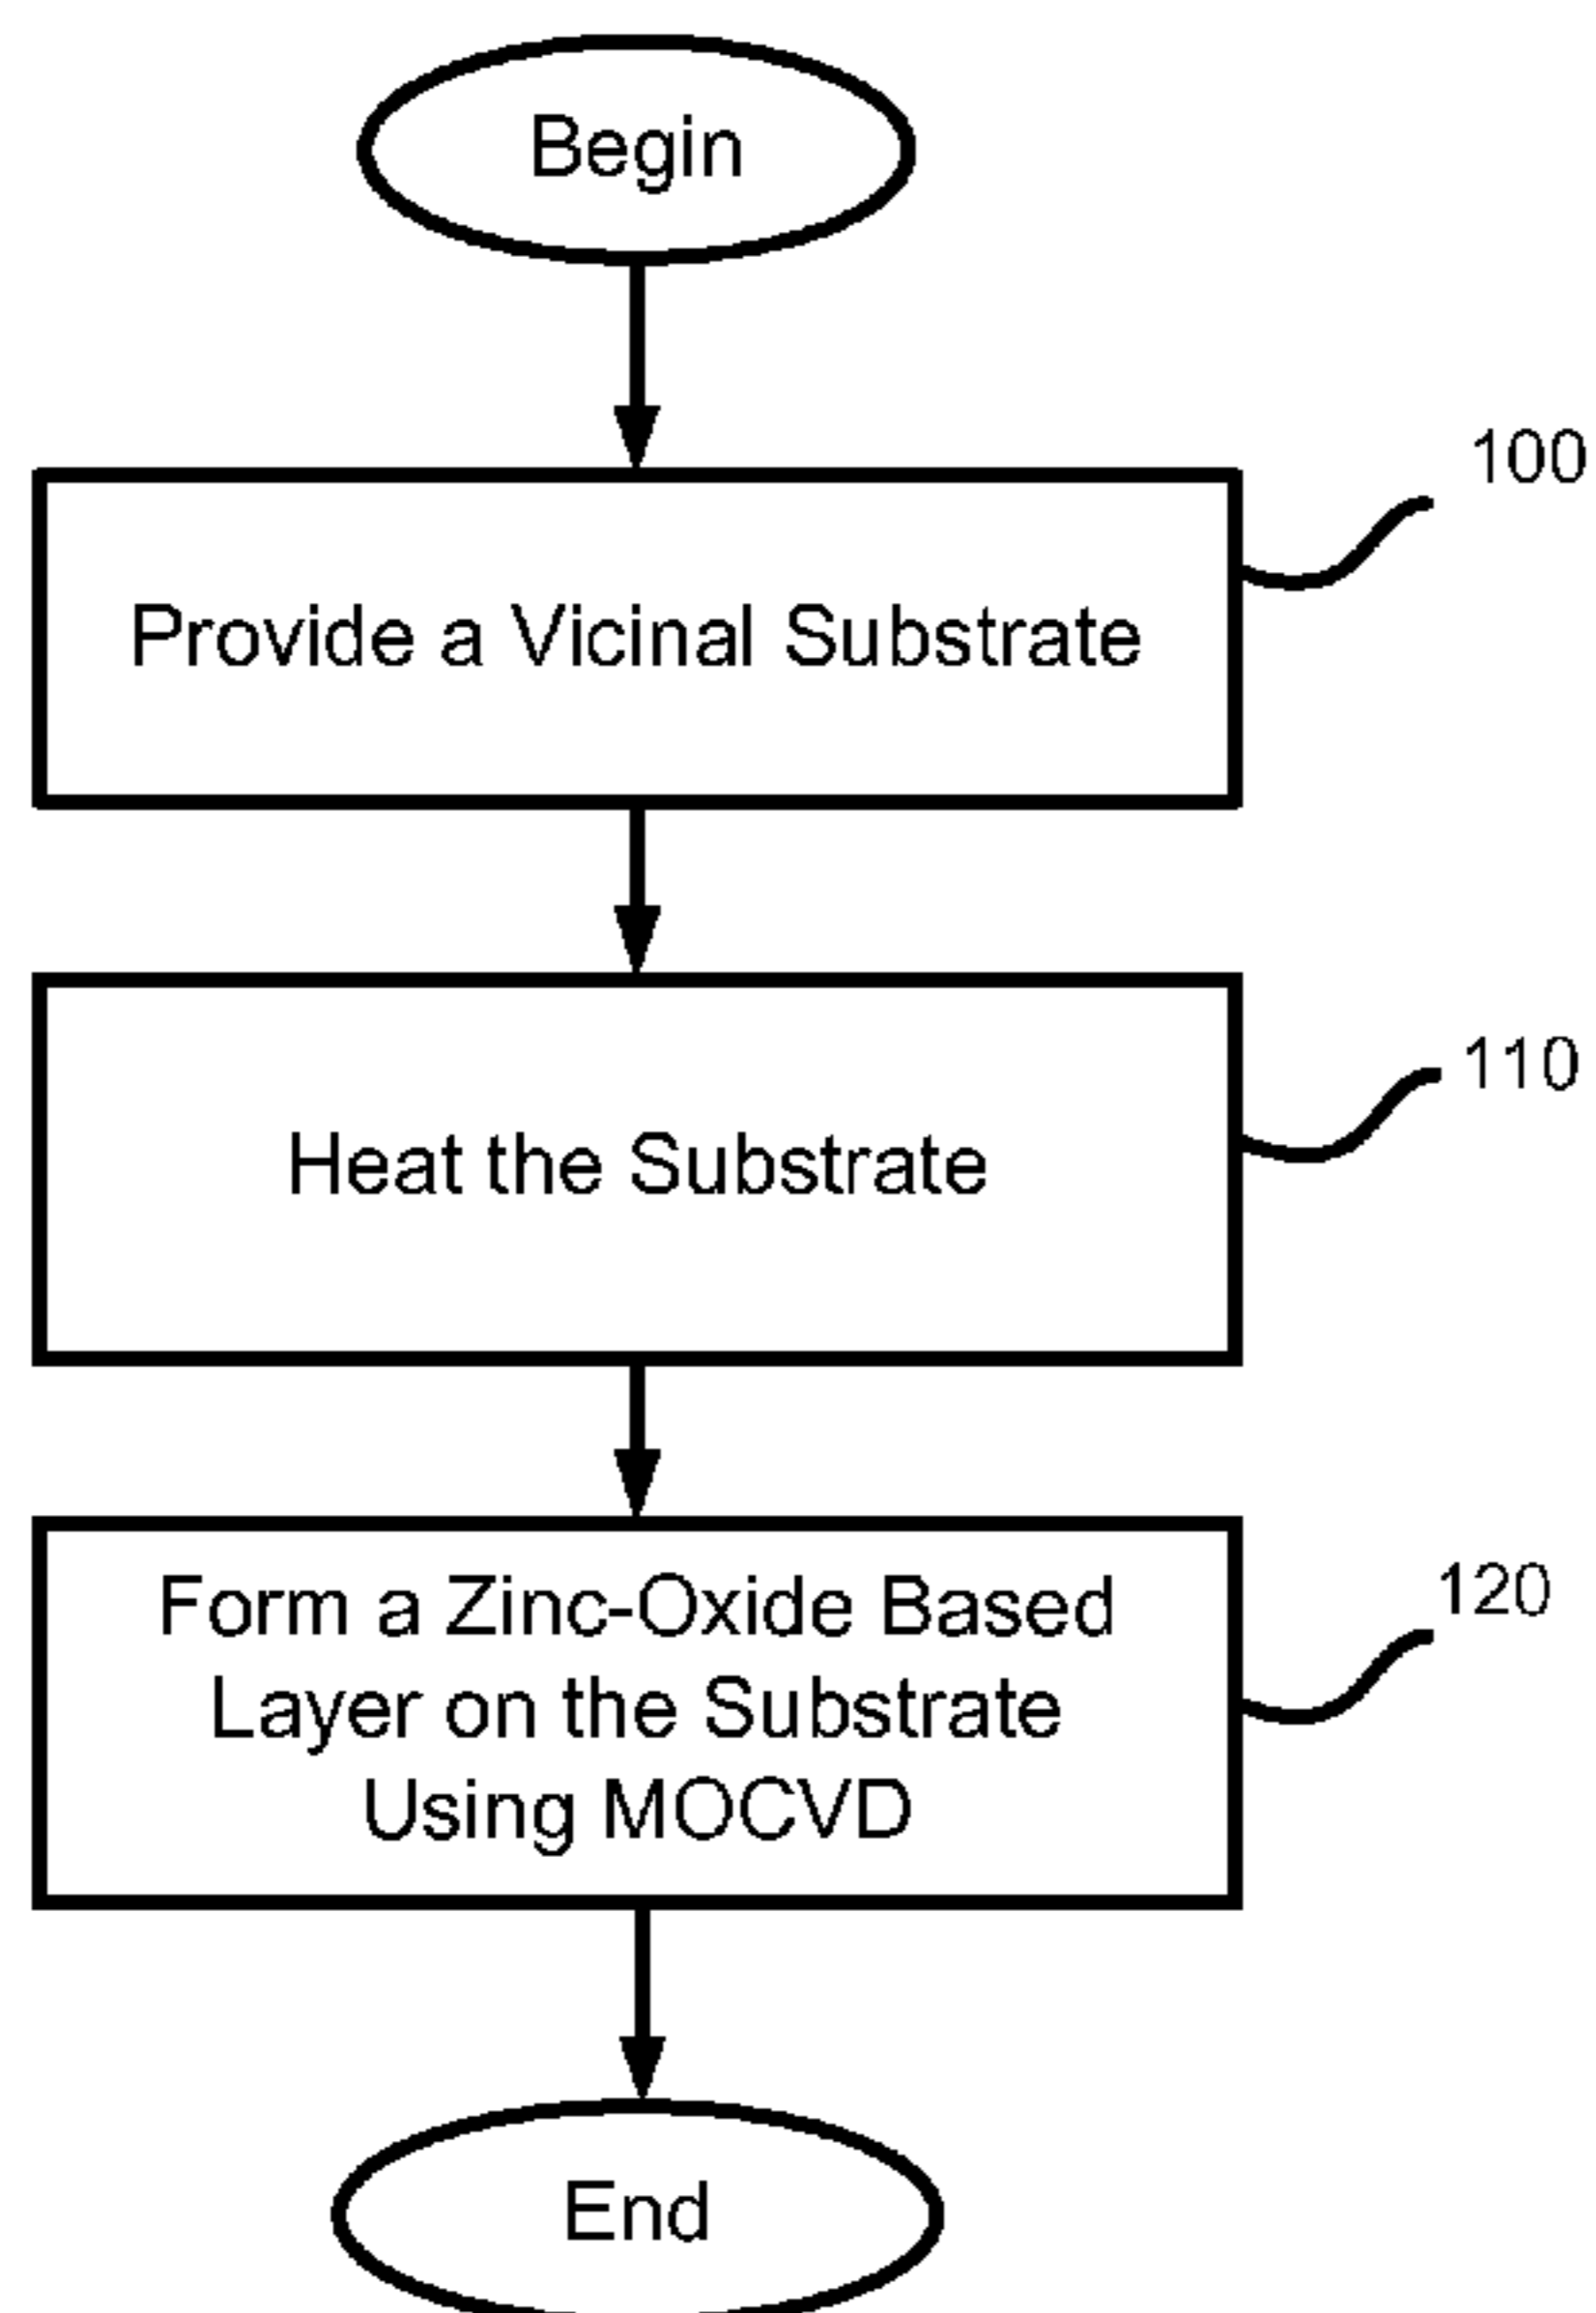 Begin
100
Provide a Vicinal Substrate
110
Heat the Substrate
120
Form a Zinc-Oxide Based
Layer on the Substrate
Using MOCVD
End